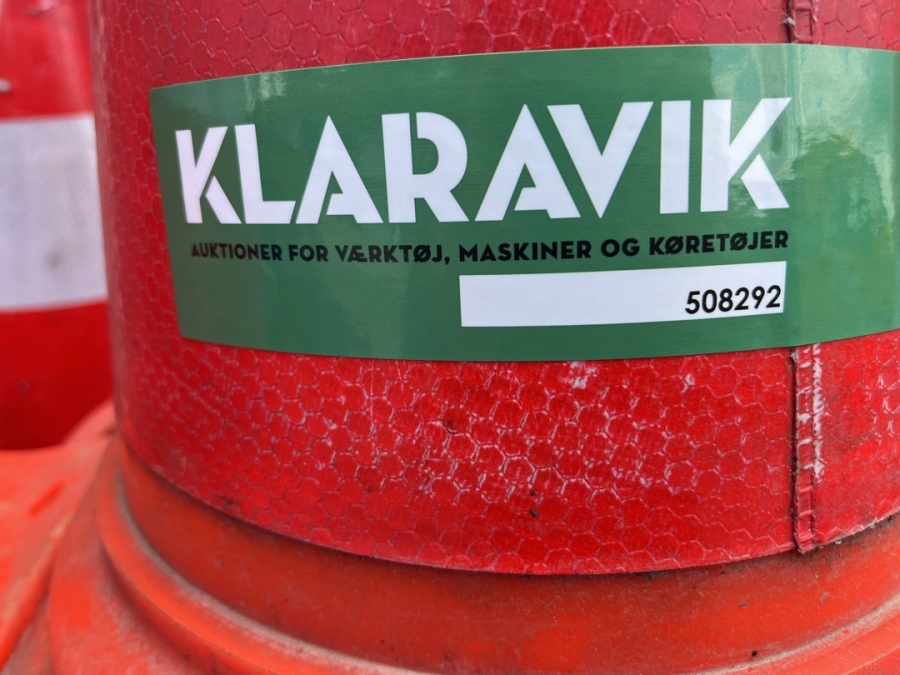 KLARAVIK
AUKTIONER FOR VÆRKTØJ, MASKINER OG KØRETØJER
508292